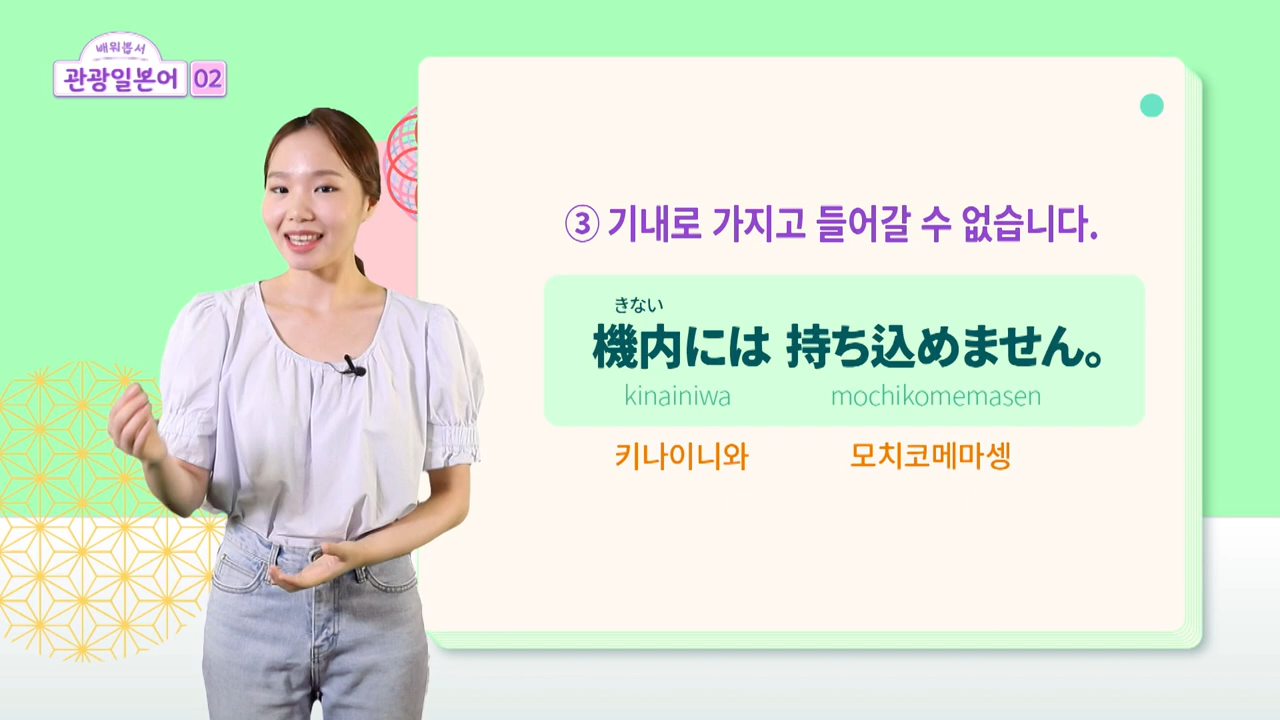 배워봅서
관광일본어 02
③ 기내로 가지고 들어갈 수 없습니다.
きない
機内には 持ち込めません。
kinainiwa mochikomemasen
키나이니와 모치코메마셍